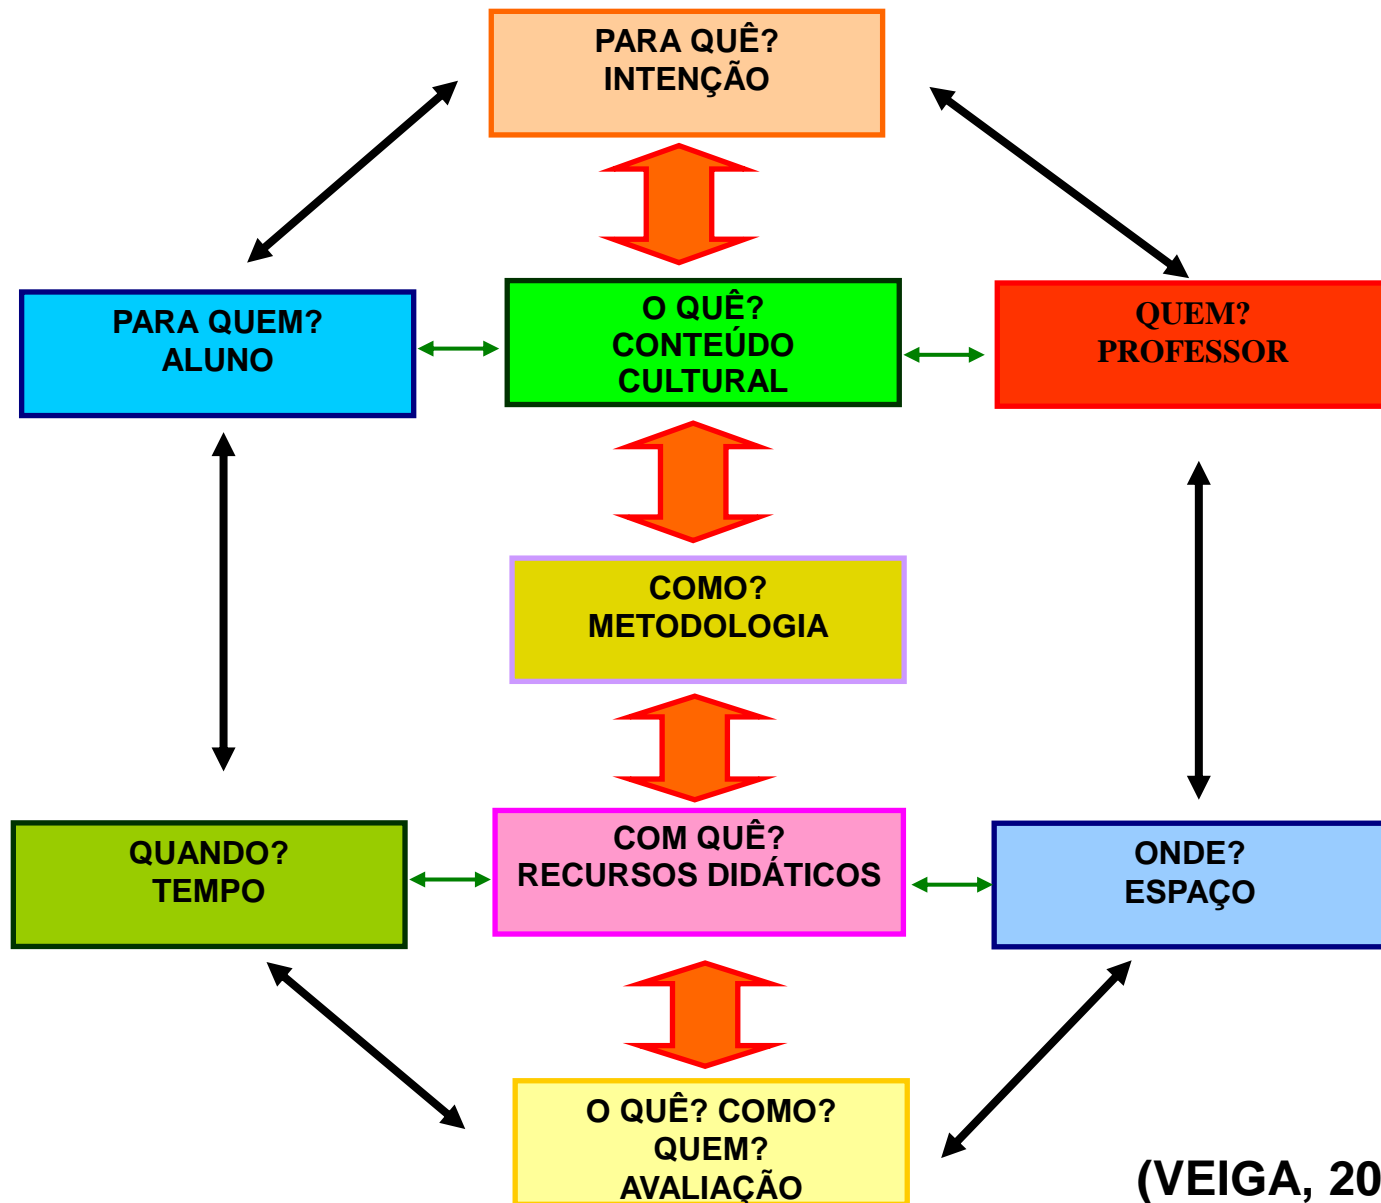 PARA QUÊ?
INTENÇÃO
PARA QUEM?
ALUNO
O QUÊ?
CONTEÚDO
CULTURAL
QUEM?
PROFESSOR
COMO?
METODOLOGIA
QUANDO?
TEMPO
COM QUÊ?
RECURSOS DIDÁTICOS
ONDE?
ESPAÇO
O QUÊ? COMO?
QUEM?
AVALIAÇÃO
(VEIGA, 20